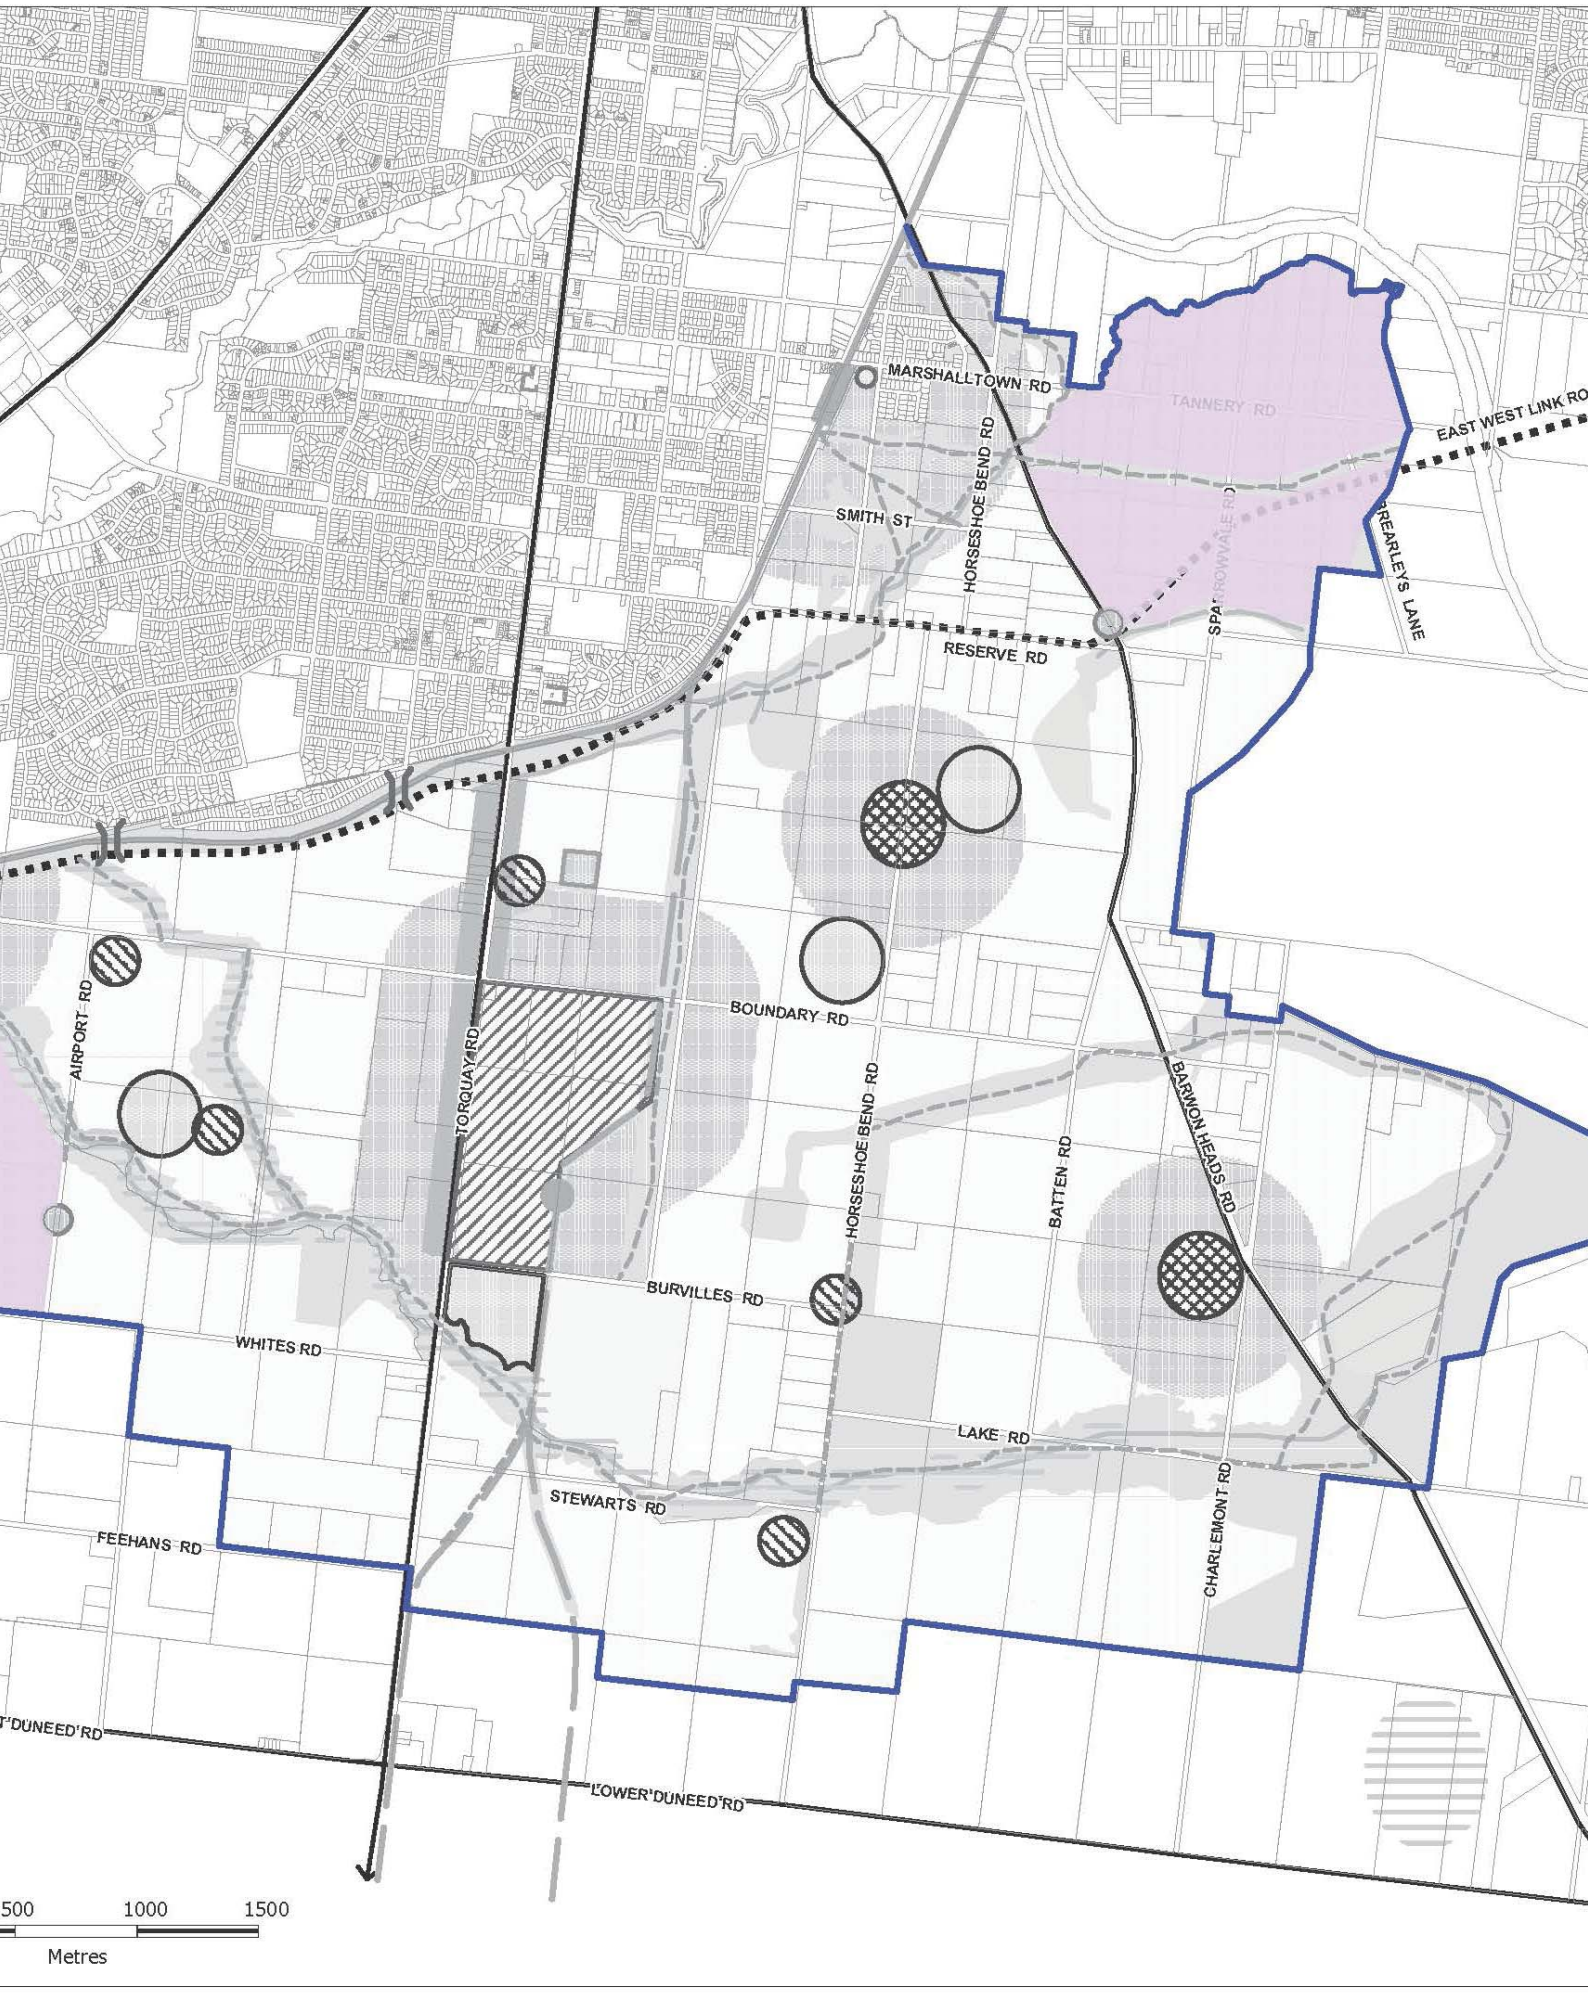 MARSHALLTOWN RD
TANNERY RD
EAST WEST LINK RO
HORSESHOE BEND RD
SMITH ST
SPARROWVALE RD
BREARLEYS LANE
RESERVE RD
AIRPORT RD
TORQUAY RD
BOUNDARY RD
HORSESHOE BEND RD
BATTEN RD
BARWON HEADS RD
BURVILLES RD
WHITES RD
LAKE RD
STEWARTS RD
CHARLEMONT RD
FEEHANS RD
T DUNEED RD
LOWER DUNEED RD
500 1000 1500
Metres